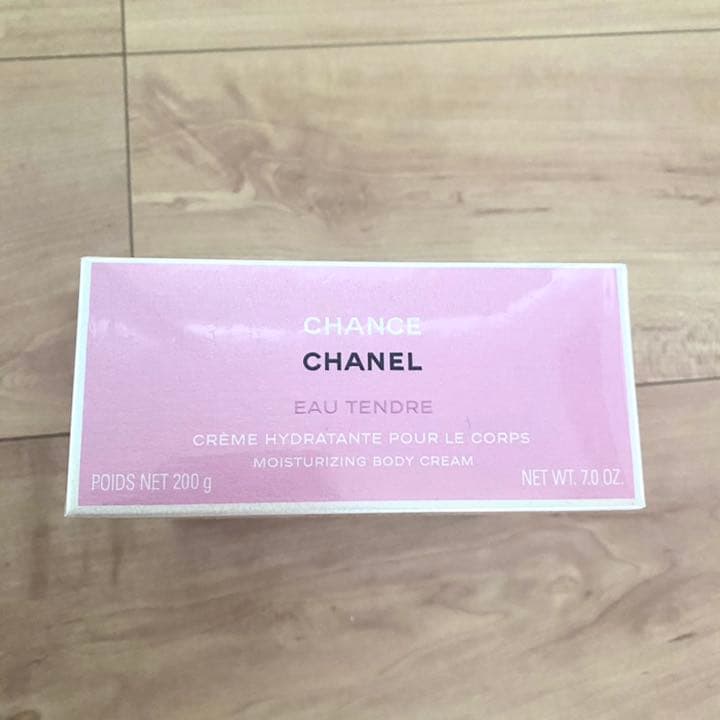 CHANCE
CHANEL
EAU TENDRE
CRÈME HYDRATANTE POUR LE CORPS
MOISTURIZING BODY CREAM
POIDS NET 200 g
NET WT. 7.0 OZ.